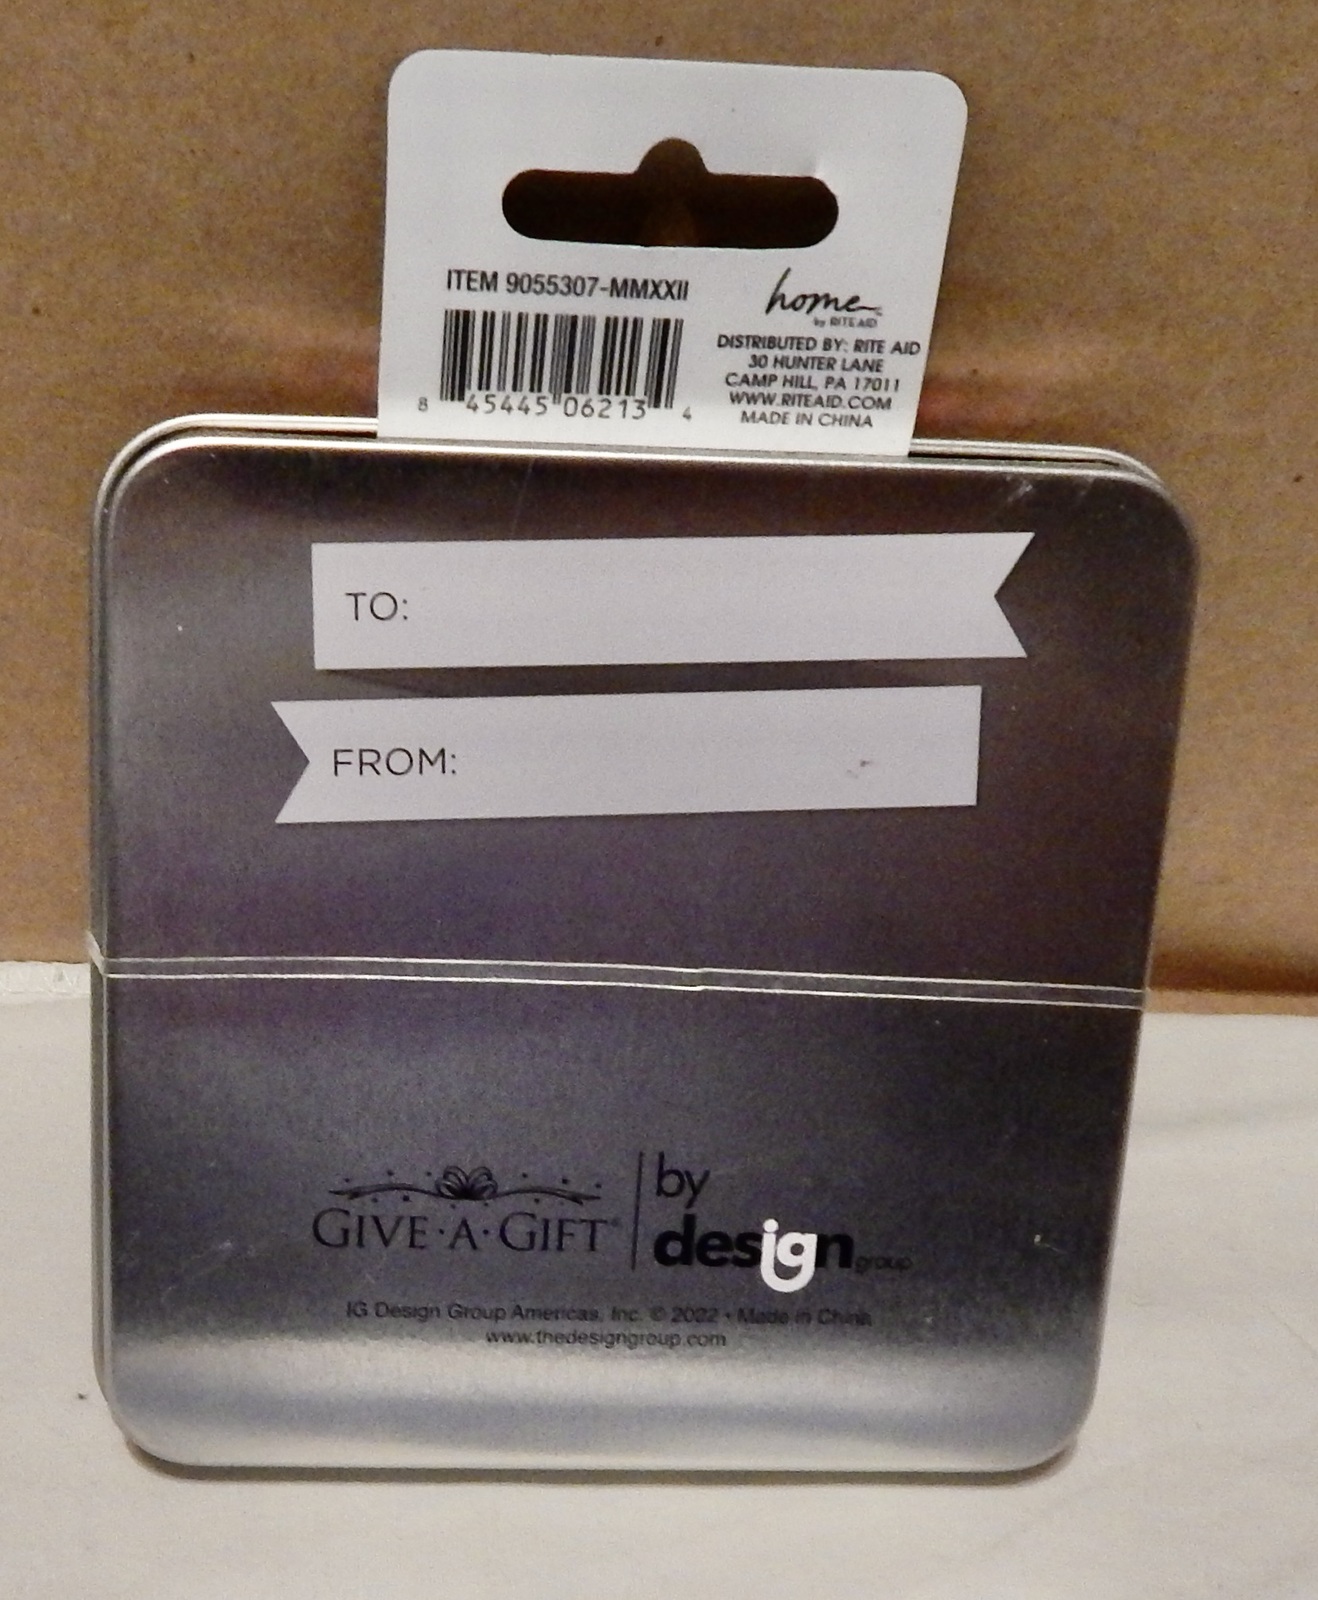 ITEM 9055307-MMXXII
8 45445 06213 4
home
by RITE AID
DISTRIBUTED BY: RITE AID
30 HUNTER LANE
CAMP HILL, PA 17011
WWW.RITEAID.COM
MADE IN CHINA
TO:
FROM:
GIVE·A·GIFT®
by
design group
IG Design Group Americas, Inc. © 2022 • Made in China
www.thedesigngroup.com